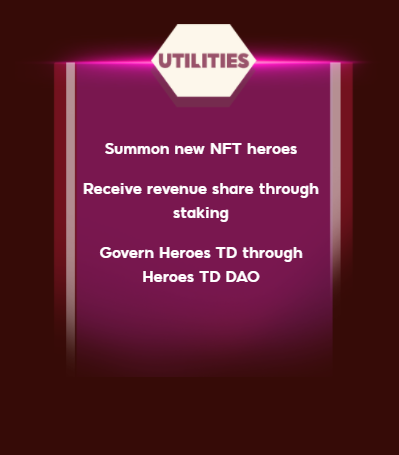 UTILITIES
Summon new NFT heroes
Receive revenue share through
staking
Govern Heroes TD through
Heroes TD DAO